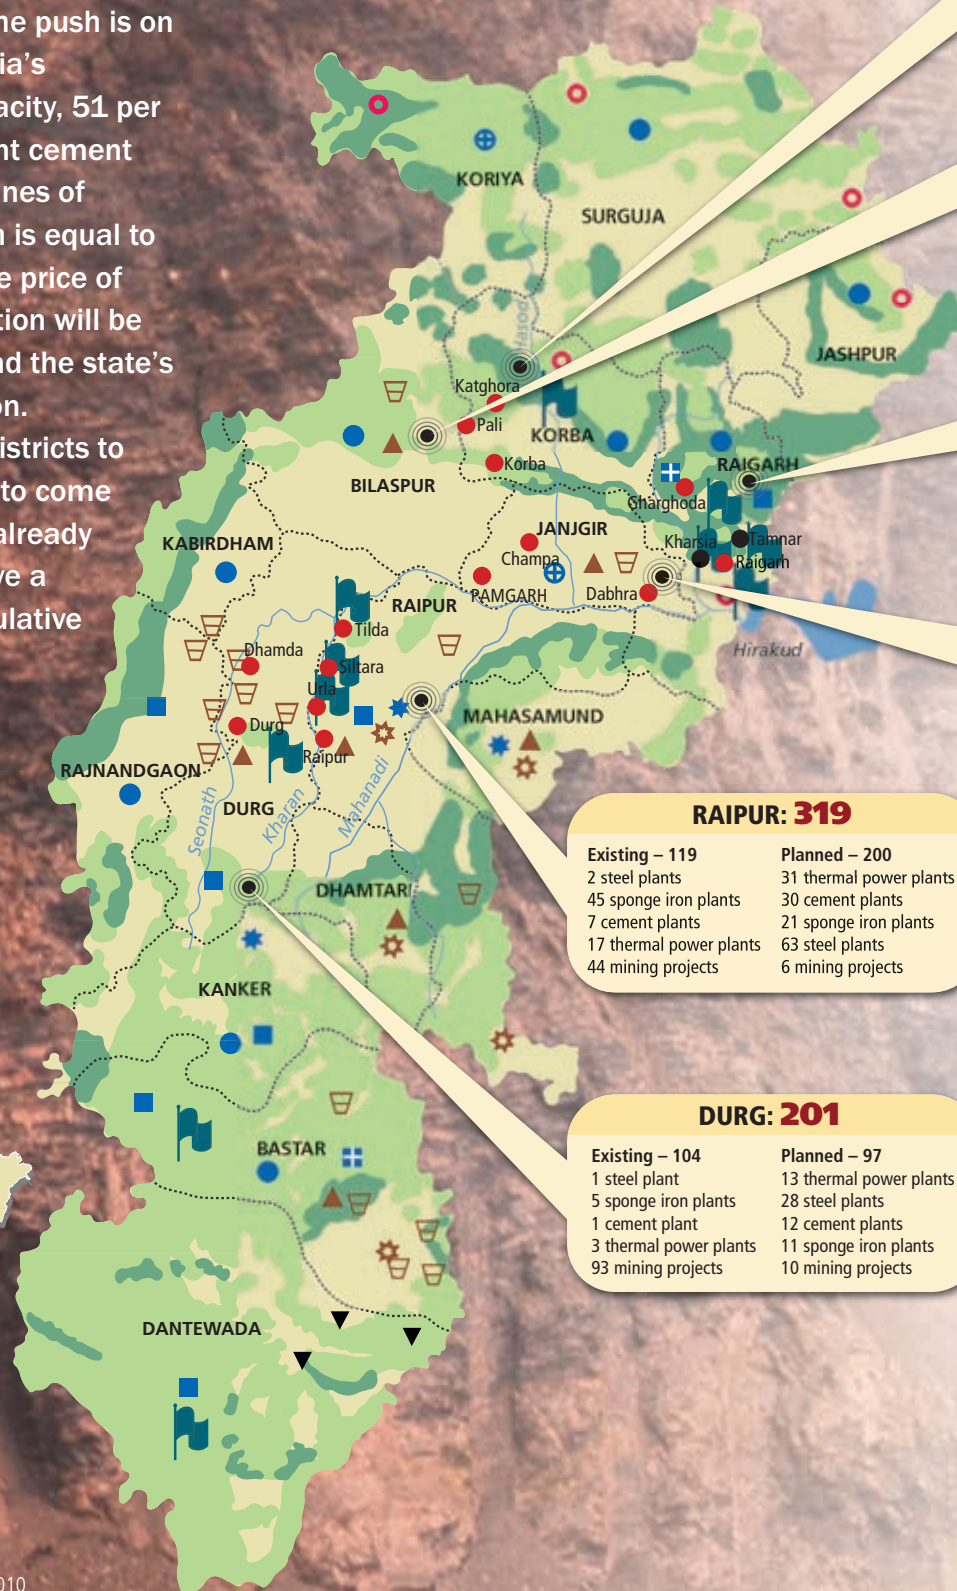 ne push is on
ia's
acity, 51 per
nt cement
nes of
n is equal to
e price of
tion will be
nd the state's
on.
istricts to
to come
already
ve a
ulative
KORIYA
SURGUJA
JASHPUR
Katghora
Pali
KORBA
Korba
BILASPUR
RAIGARH
Gharghoda
JANJGIR
KABIRDHAM
Kharsia
Tamnar
Champa
Raigarh
PAMGARH
Dabhra
RAIPUR
Tilda
Hirakud
Dhamda
Siltara
Urla
MAHASAMUND
Durg
Raipur
RAJNANDGAON
DURG
Seonath
Kharan
Mahanadi
DHAMTARI
KANKER
BASTAR
DANTEWADA
RAIPUR: 319
Existing – 119
2 steel plants
45 sponge iron plants
7 cement plants
17 thermal power plants
44 mining projects
Planned – 200
31 thermal power plants
30 cement plants
21 sponge iron plants
63 steel plants
6 mining projects
DURG: 201
Existing – 104
1 steel plant
5 sponge iron plants
1 cement plant
3 thermal power plants
93 mining projects
Planned – 97
13 thermal power plants
28 steel plants
12 cement plants
11 sponge iron plants
10 mining projects
010